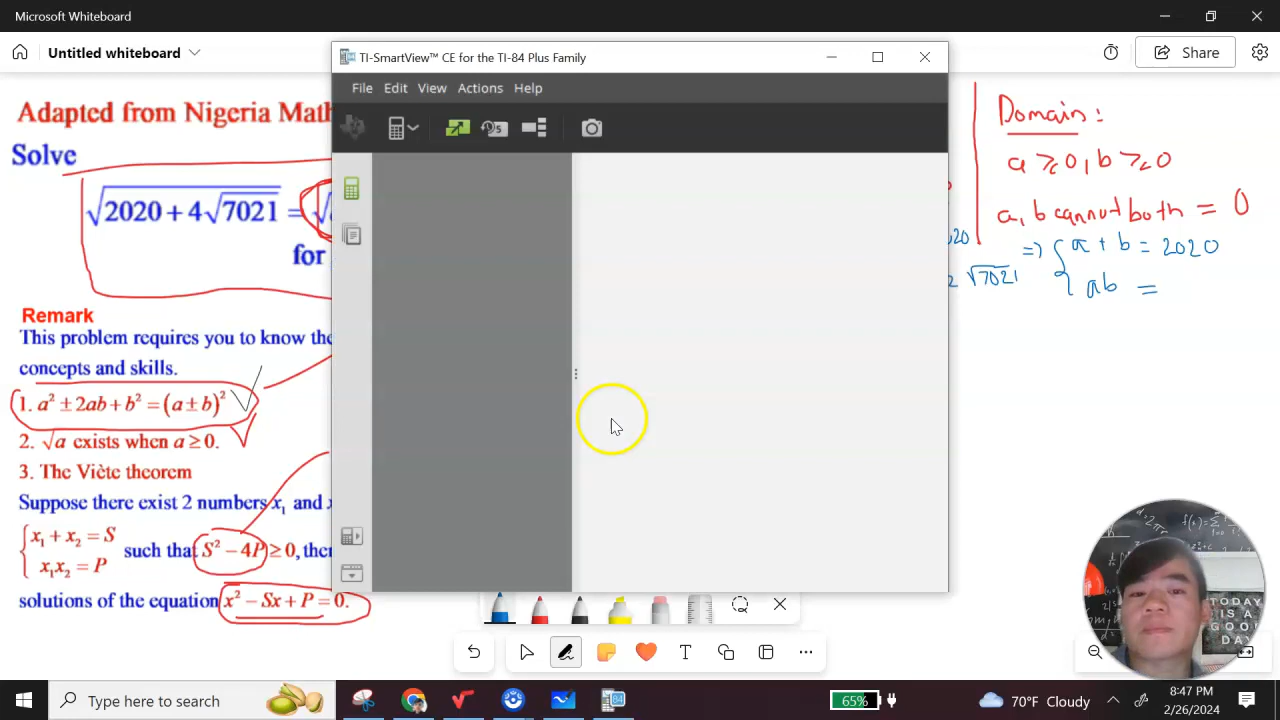 Microsoft Whiteboard
Untitled whiteboard
Share
TI-SmartView™ CE for the TI-84 Plus Family
File Edit View Actions Help
Adapted from Nigeria Math
Solve
√(2020 + 4√7021) = √
for
Remark
This problem requires you to know the
concepts and skills.
1. a² ± 2ab + b² = (a ± b)²
2. √a exists when a ≥ 0.
3. The Viète theorem
Suppose there exist 2 numbers x₁ and
{x₁ + x₂ = S
x₁x₂ = P
such that S² − 4P ≥ 0, then
solutions of the equation x² − Sx + P = 0.
Domain:
a ≥ 0, b ≥ 0
a, b cannot both = 0
020 => {a + b = 2020
2√7021 ab =
TODAY
IS A
GOOD
DAY
Type here to search
65%
70°F Cloudy
8:47 PM
2/26/2024